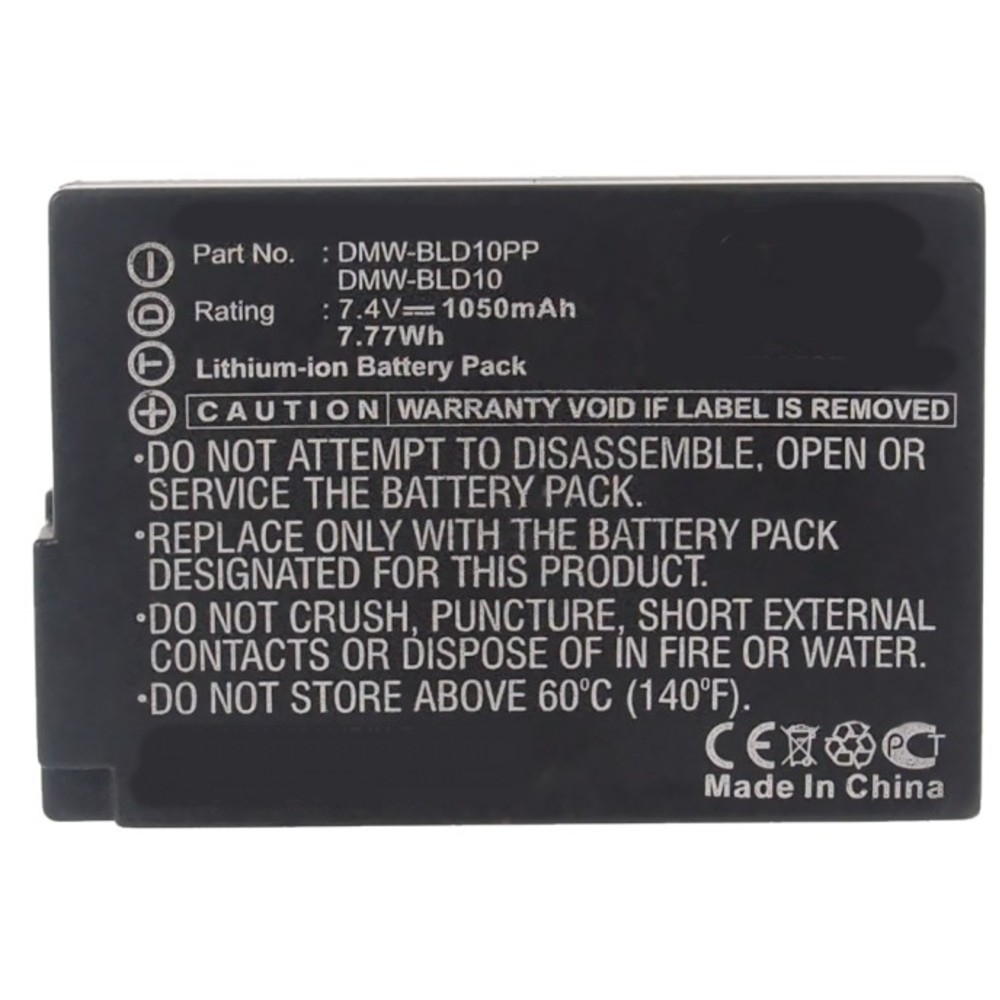 Part No. : DMW-BLD10PP
DMW-BLD10
Rating : 7.4V⎓1050mAh
7.77Wh
Lithium-ion Battery Pack
D
T
CAUTION WARRANTY VOID IF LABEL IS REMOVED
·DO NOT ATTEMPT TO DISASSEMBLE, OPEN OR
SERVICE THE BATTERY PACK.
·REPLACE ONLY WITH THE BATTERY PACK
DESIGNATED FOR THIS PRODUCT.
·DO NOT CRUSH, PUNCTURE, SHORT EXTERNAL
CONTACTS OR DISPOSE OF IN FIRE OR WATER.
·DO NOT STORE ABOVE 60°C (140°F).
CE PCT
Made In China